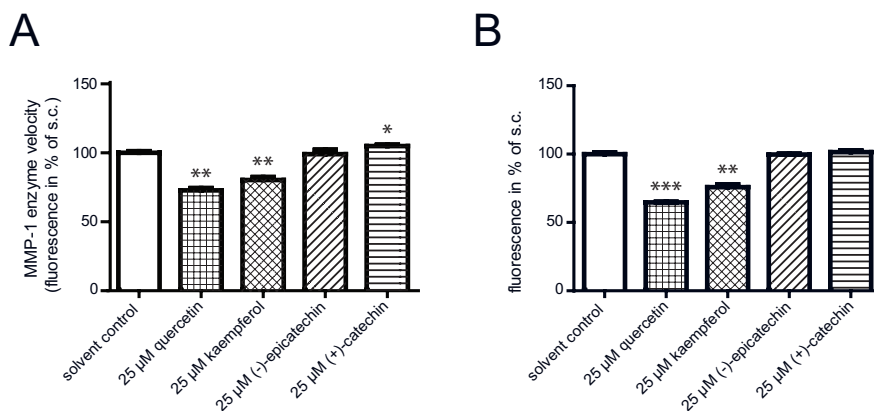 A
B
MMP-1 enzyme velocity
(fluorescence in % of s.c.)
150
100
50
0
**
**
*
solvent control
25 µM quercetin
25 µM kaempferol
25 µM (-)-epicatechin
25 µM (+)-catechin
fluorescence in % of s.c.
150
100
50
0
***
**
solvent control
25 µM quercetin
25 µM kaempferol
25 µM (-)-epicatechin
25 µM (+)-catechin